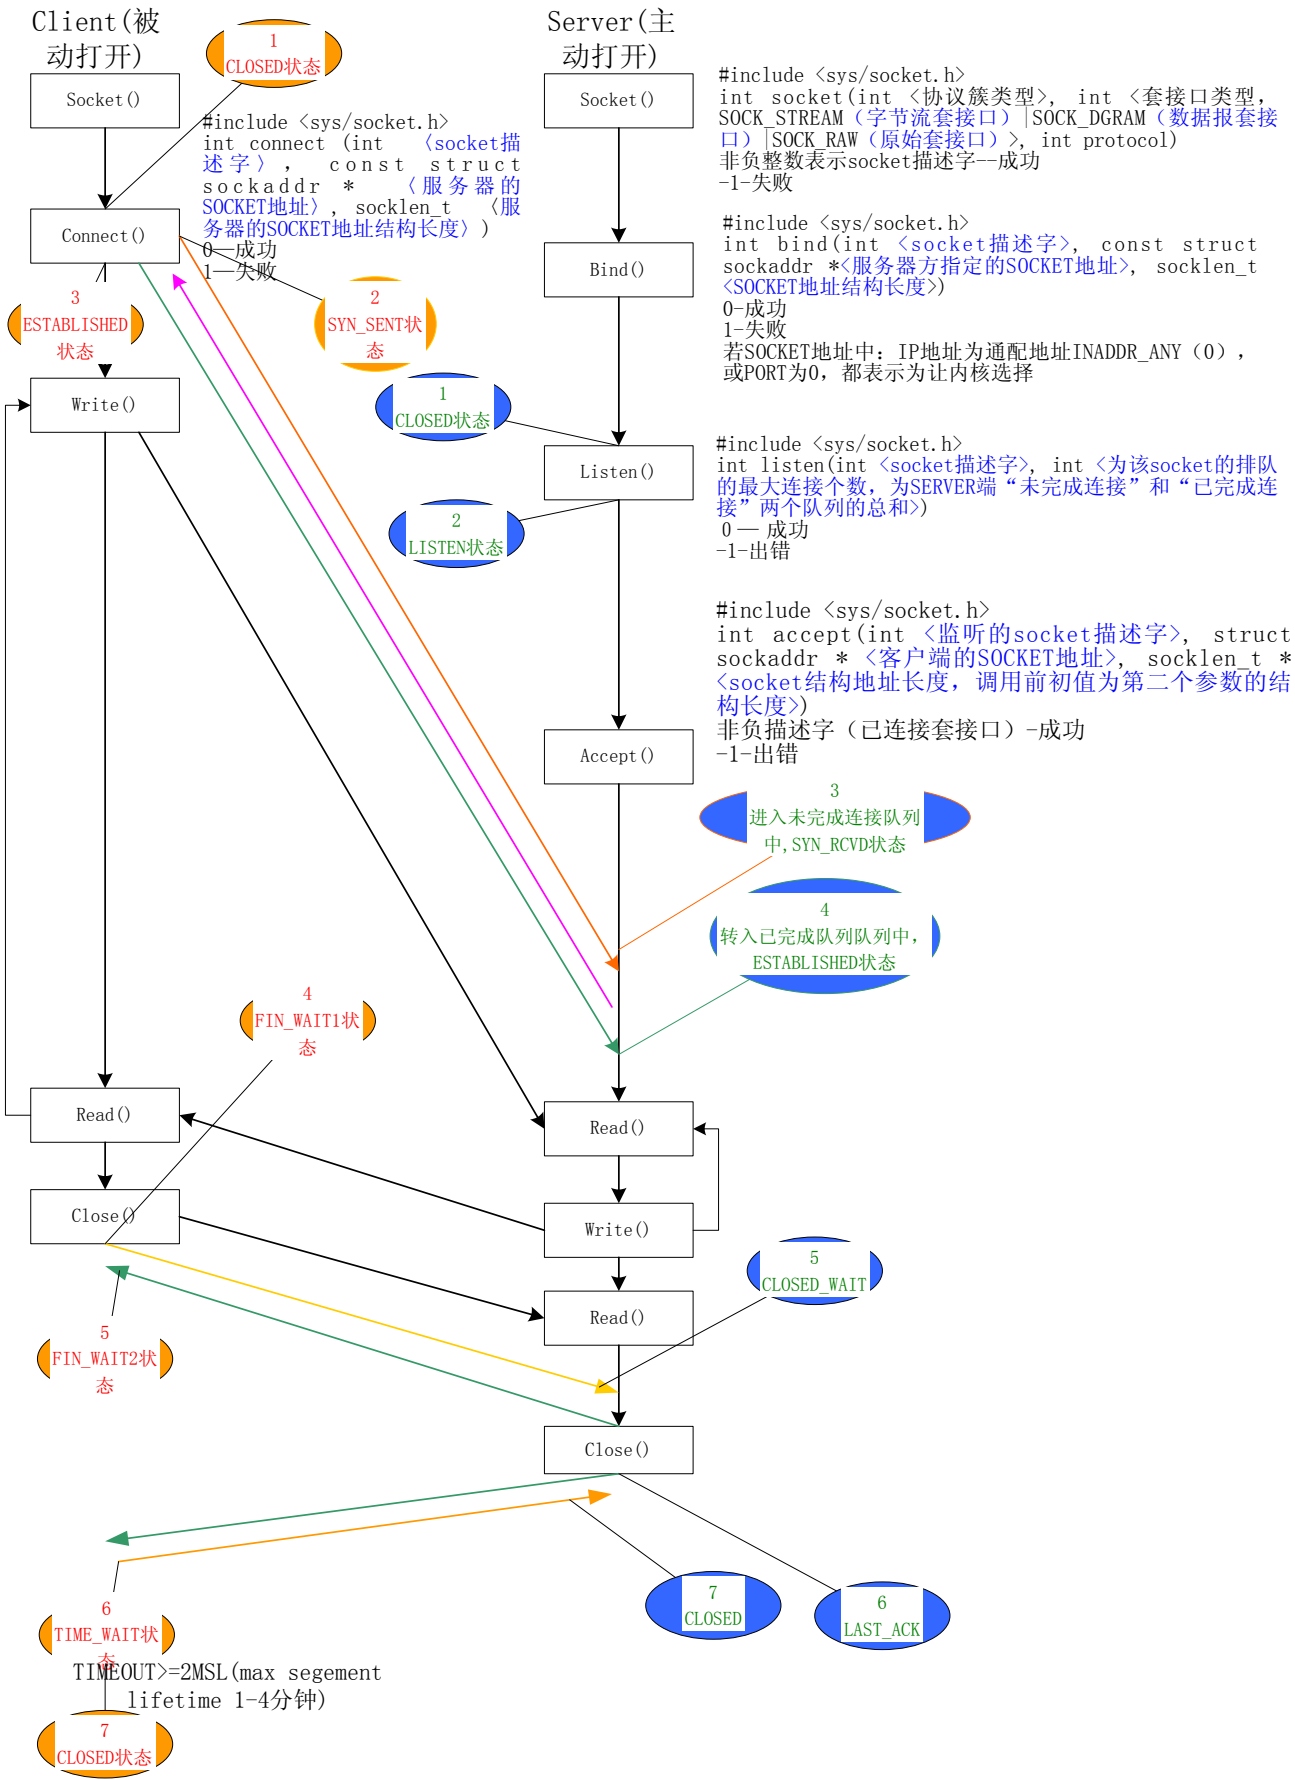 Client(被
动打开)
1
CLOSED状态
Socket()
#include <sys/socket.h>
int connect (int 〈socket描
述字〉, const struct
sockaddr * 〈服务器的
SOCKET地址〉, socklen_t 〈服
务器的SOCKET地址结构长度〉)
0—成功
1—失败
Connect()
2
SYN_SENT状
态
3
ESTABLISHED
状态
Write()
Server(主
动打开)
Socket()
#include <sys/socket.h>
int socket(int <协议簇类型>, int <套接口类型,
SOCK_STREAM（字节流套接口）|SOCK_DGRAM（数据报套接
口）|SOCK_RAW（原始套接口）>, int protocol)
非负整数表示socket描述字--成功
-1-失败
Bind()
#include <sys/socket.h>
int bind(int <socket描述字>, const struct
sockaddr *<服务器方指定的SOCKET地址>, socklen_t
<SOCKET地址结构长度>)
0-成功
1-失败
若SOCKET地址中：IP地址为通配地址INADDR_ANY（0），
或PORT为0，都表示为让内核选择
1
CLOSED状态
Listen()
2
LISTEN状态
#include <sys/socket.h>
int listen(int <socket描述字>, int <为该socket的排队
的最大连接个数，为SERVER端“未完成连接”和“已完成连
接”两个队列的总和>)
0 — 成功
-1-出错
#include <sys/socket.h>
int accept(int <监听的socket描述字>, struct
sockaddr * <客户端的SOCKET地址>, socklen_t *
<socket结构地址长度，调用前初值为第二个参数的结
构长度>)
非负描述字（已连接套接口）-成功
-1-出错
Accept()
3
进入未完成连接队列
中,SYN_RCVD状态
4
转入已完成队列队列中，
ESTABLISHED状态
4
FIN_WAIT1状
态
Read()
Read()
Close()
Write()
5
CLOSED_WAIT
Read()
5
FIN_WAIT2状
态
Close()
6
TIME_WAIT状
态
TIMEOUT>=2MSL(max segement
lifetime 1-4分钟)
7
CLOSED状态
7
CLOSED
6
LAST_ACK